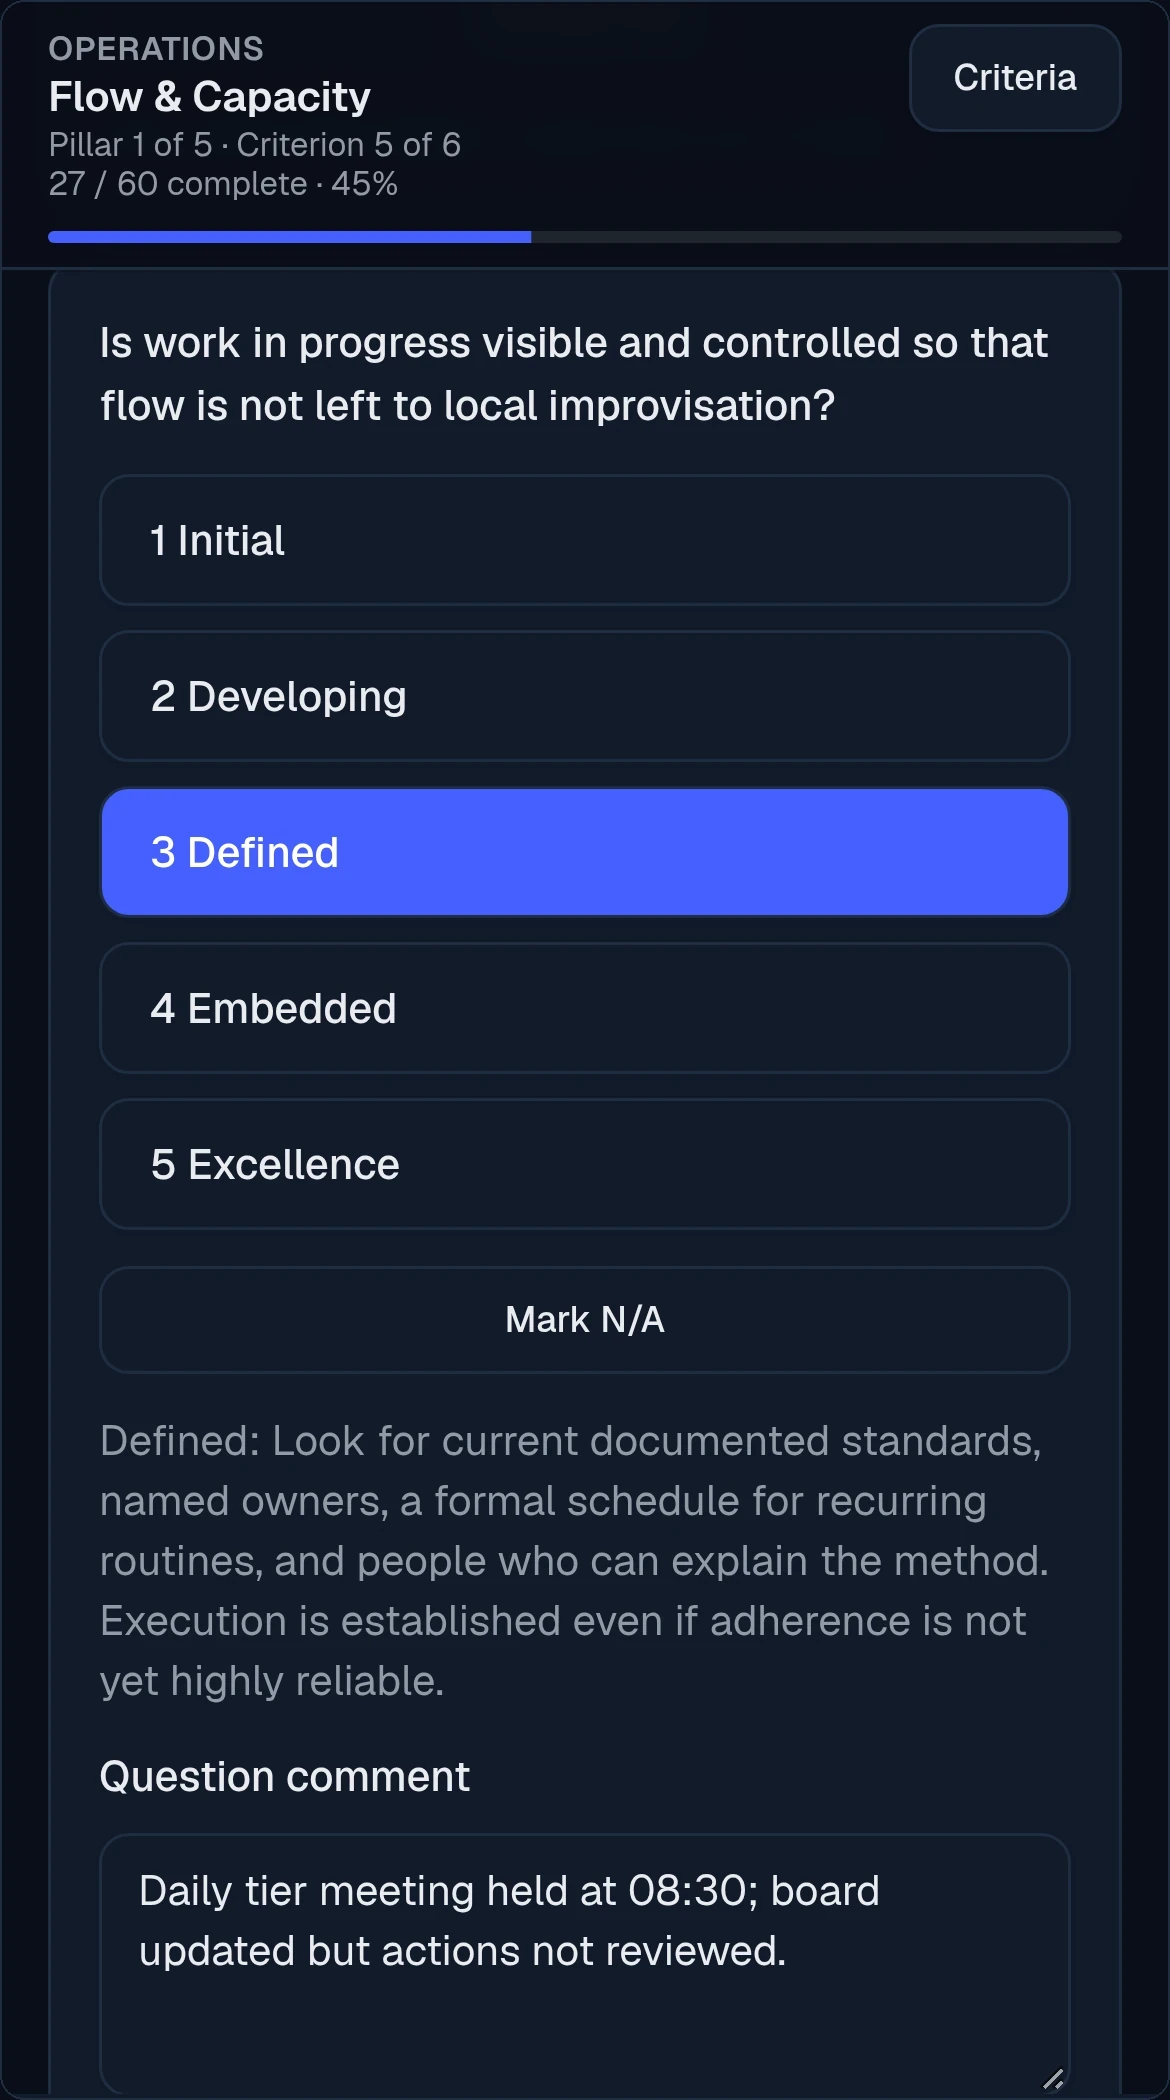 OPERATIONS
Flow & Capacity
Pillar 1 of 5 · Criterion 5 of 6
27 / 60 complete · 45%
Criteria
Is work in progress visible and controlled so that
flow is not left to local improvisation?
1 Initial
2 Developing
3 Defined
4 Embedded
5 Excellence
Mark N/A
Defined: Look for current documented standards,
named owners, a formal schedule for recurring
routines, and people who can explain the method.
Execution is established even if adherence is not
yet highly reliable.
Question comment
Daily tier meeting held at 08:30; board
updated but actions not reviewed.